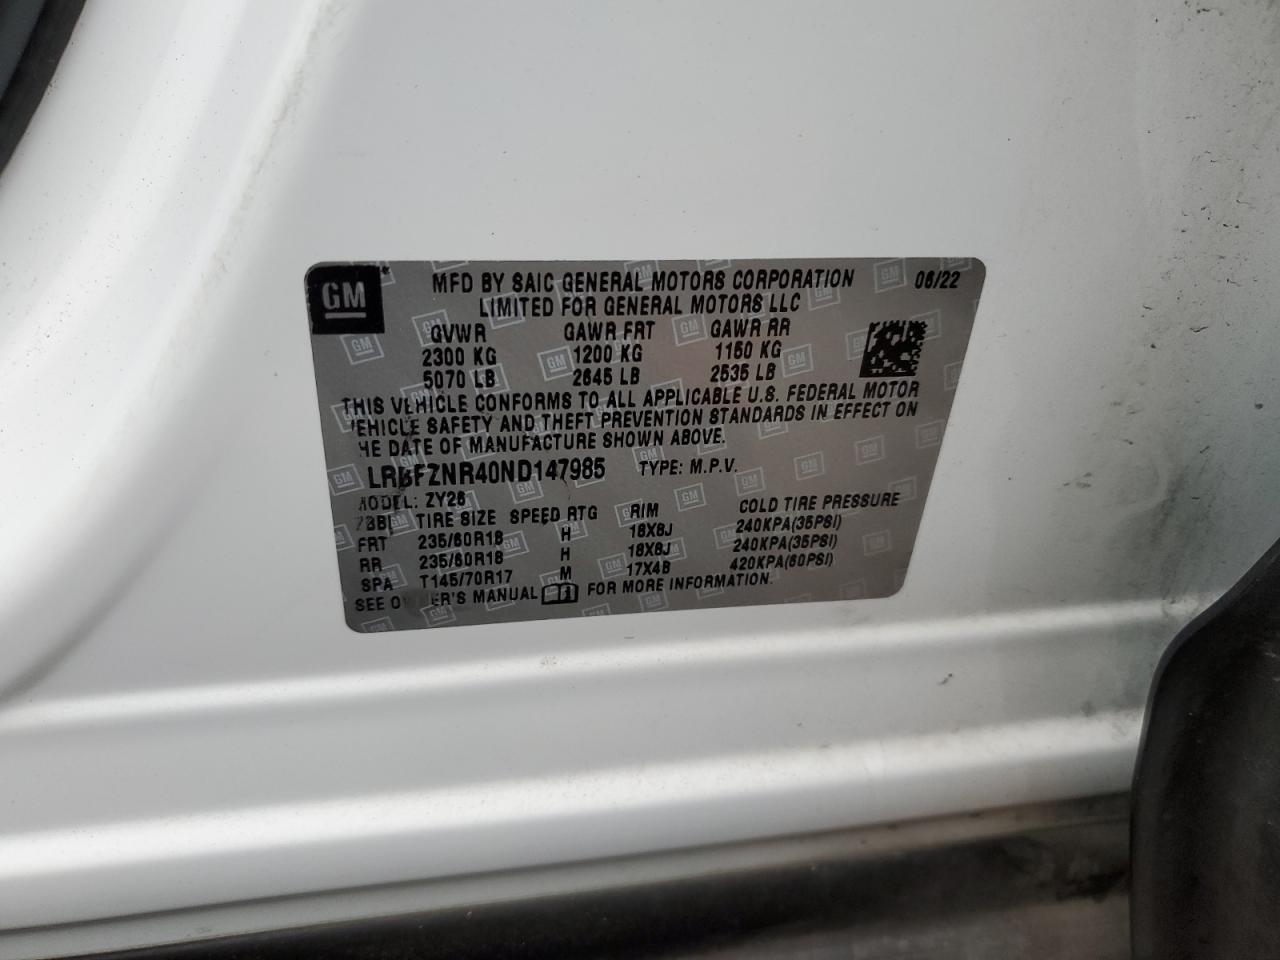 GM
MFD BY SAIC GENERAL MOTORS CORPORATION 06/22
LIMITED FOR GENERAL MOTORS LLC
GVWR GAWR FRT GAWR RR
2300 KG 1200 KG 1150 KG
5070 LB 2645 LB 2535 LB
THIS VEHICLE CONFORMS TO ALL APPLICABLE U.S. FEDERAL MOTOR
VEHICLE SAFETY AND THEFT PREVENTION STANDARDS IN EFFECT ON
HE DATE OF MANUFACTURE SHOWN ABOVE.
LRBFZNR40ND147985 TYPE: M.P.V.
MODEL: ZY26
TIRE SIZE SPEED RTG RIM COLD TIRE PRESSURE
FRT 235/60R18 H 18X8J 240KPA(35PSI)
RR 235/60R18 H 18X8J 240KPA(35PSI)
SPA T145/70R17 M 17X4B 420KPA(60PSI)
SEE OWNER'S MANUAL FOR MORE INFORMATION.